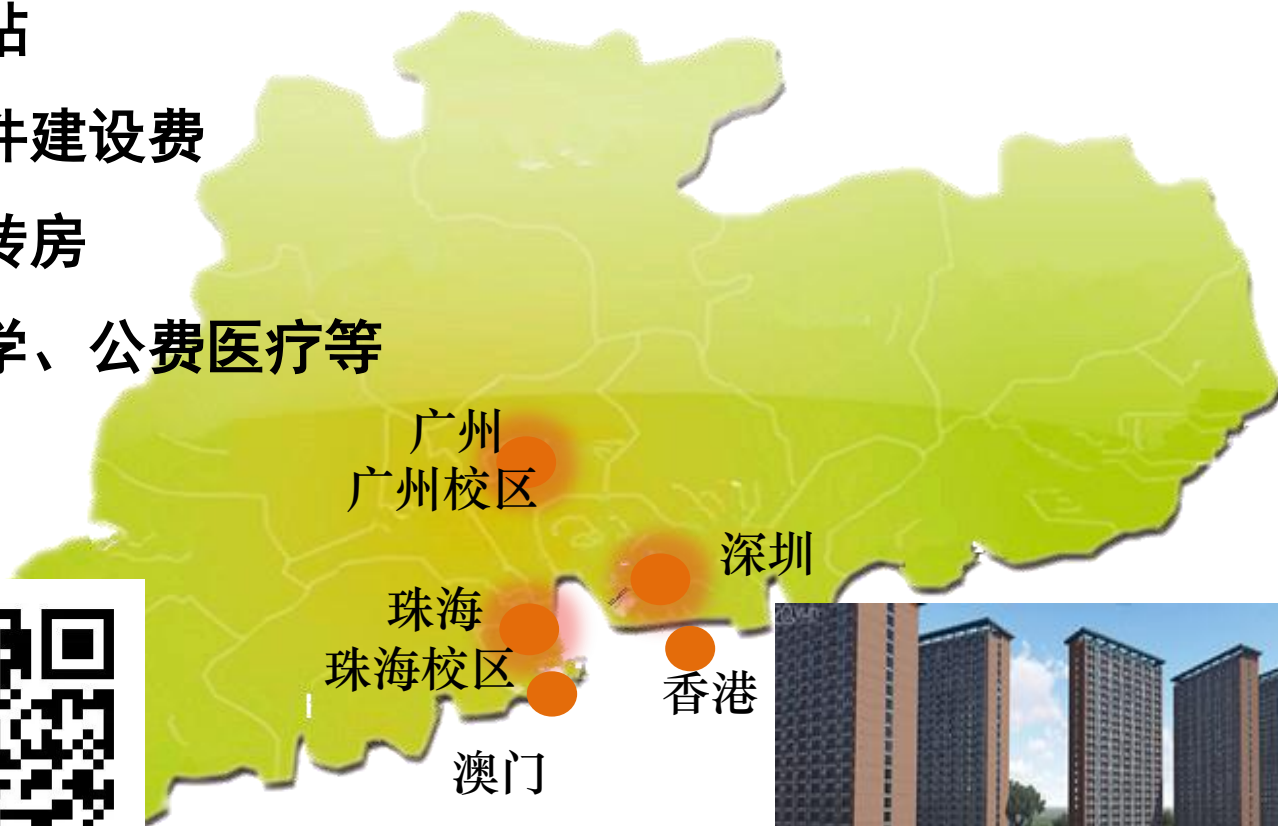 站
件建设费
转房
学、公费医疗等
广州
广州校区
深圳
珠海
珠海校区
香港
澳门